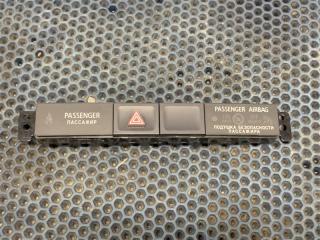 PASSENGER
ПАССАЖИР
PASSENGER AIRBAG
ПОДУШКА БЕЗОПАСНОСТИ
ПАССАЖИРА